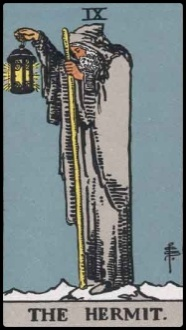 IX
THE HERMIT.